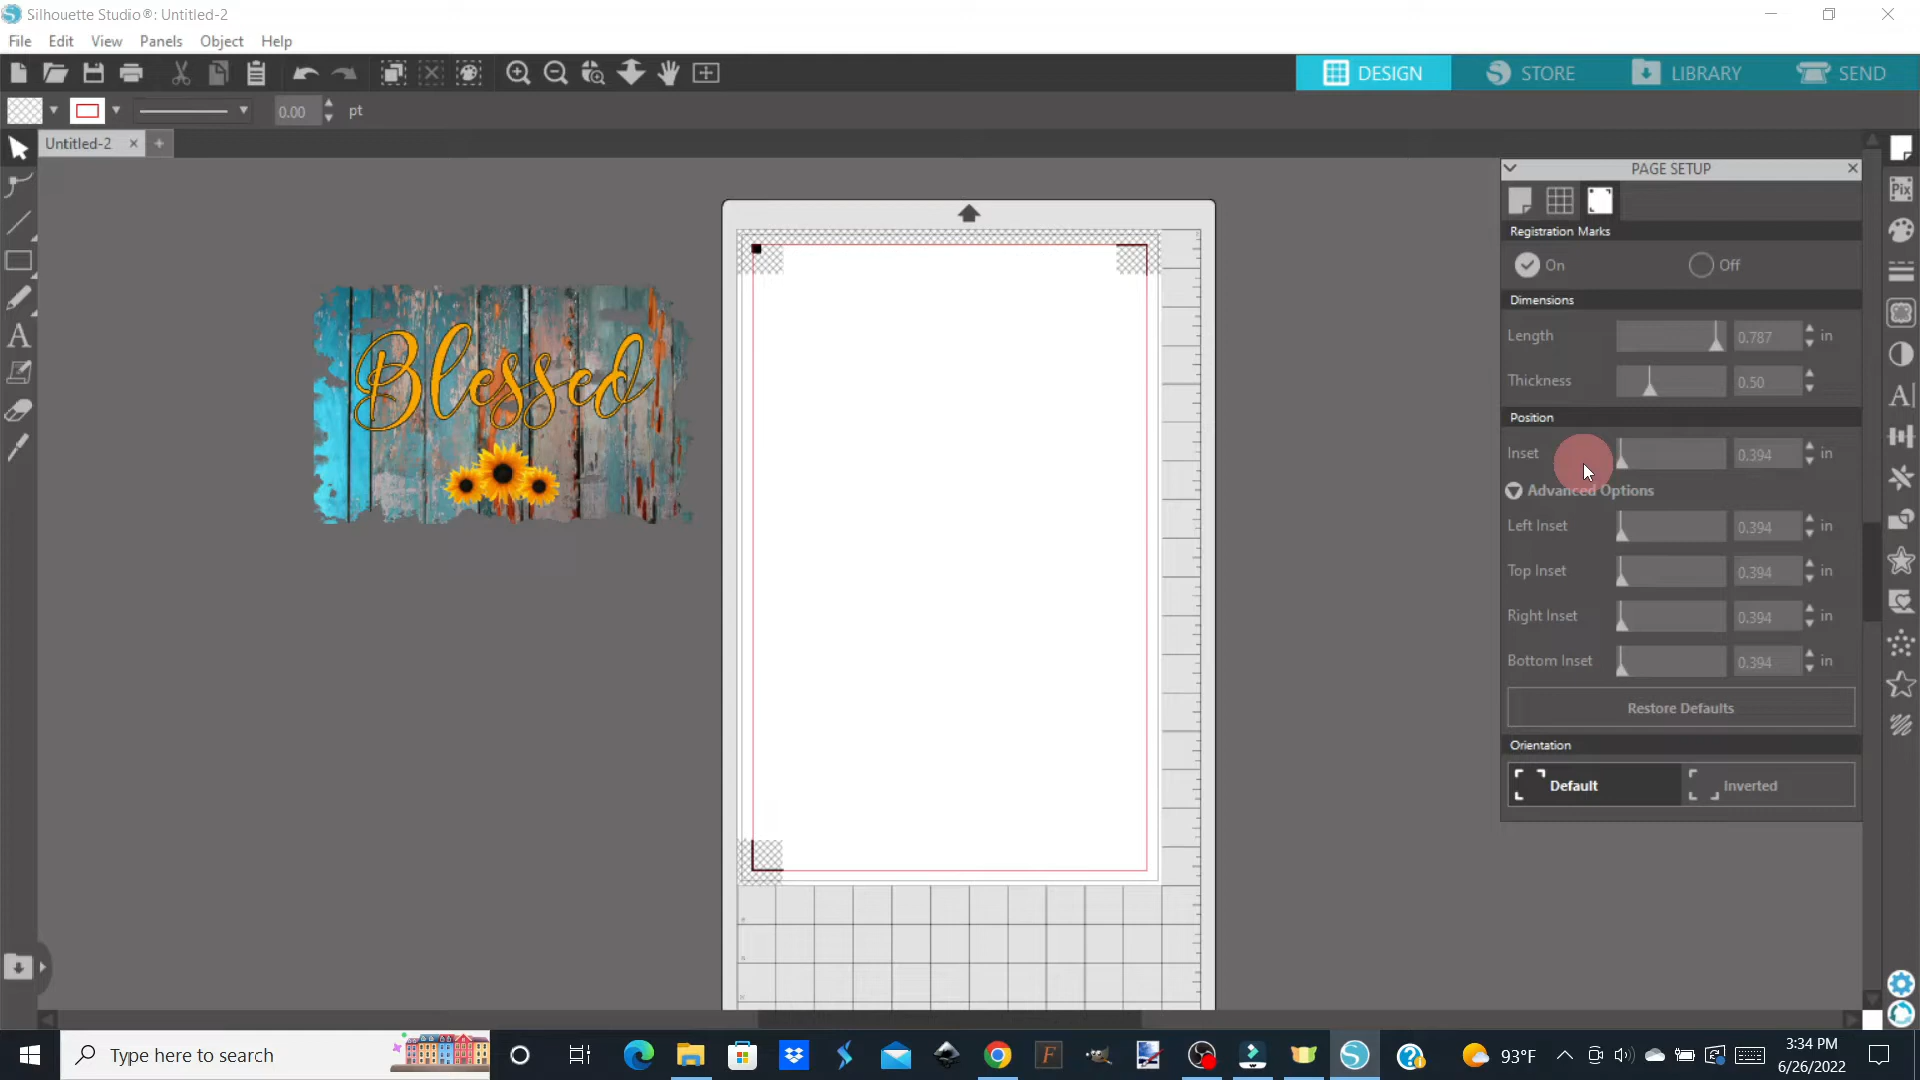 Silhouette Studio®: Untitled-2
File Edit View Panels Object Help
DESIGN STORE LIBRARY SEND
0.00 pt
Untitled-2
PAGE SETUP
Pix
Registration Marks
On Off
Dimensions
Length 0.787 in
Thickness 0.50
Position
Inset 0.394 in
Advanced Options
Left Inset 0.394 in
Top Inset 0.394 in
Right Inset 0.394 in
Bottom Inset 0.394 in
Restore Defaults
Orientation
Default Inverted
Blessed
Type here to search
93°F
3:34 PM
6/26/2022